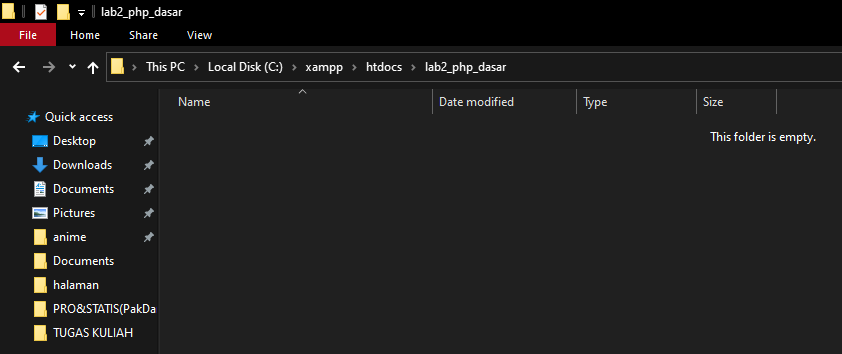 lab2_php_dasar
File Home Share View
This PC Local Disk (C:) xampp htdocs lab2_php_dasar
Name Date modified Type Size
This folder is empty.
Quick access
Desktop
Downloads
Documents
Pictures
anime
Documents
halaman
PRO&STATIS(PakDa
TUGAS KULIAH